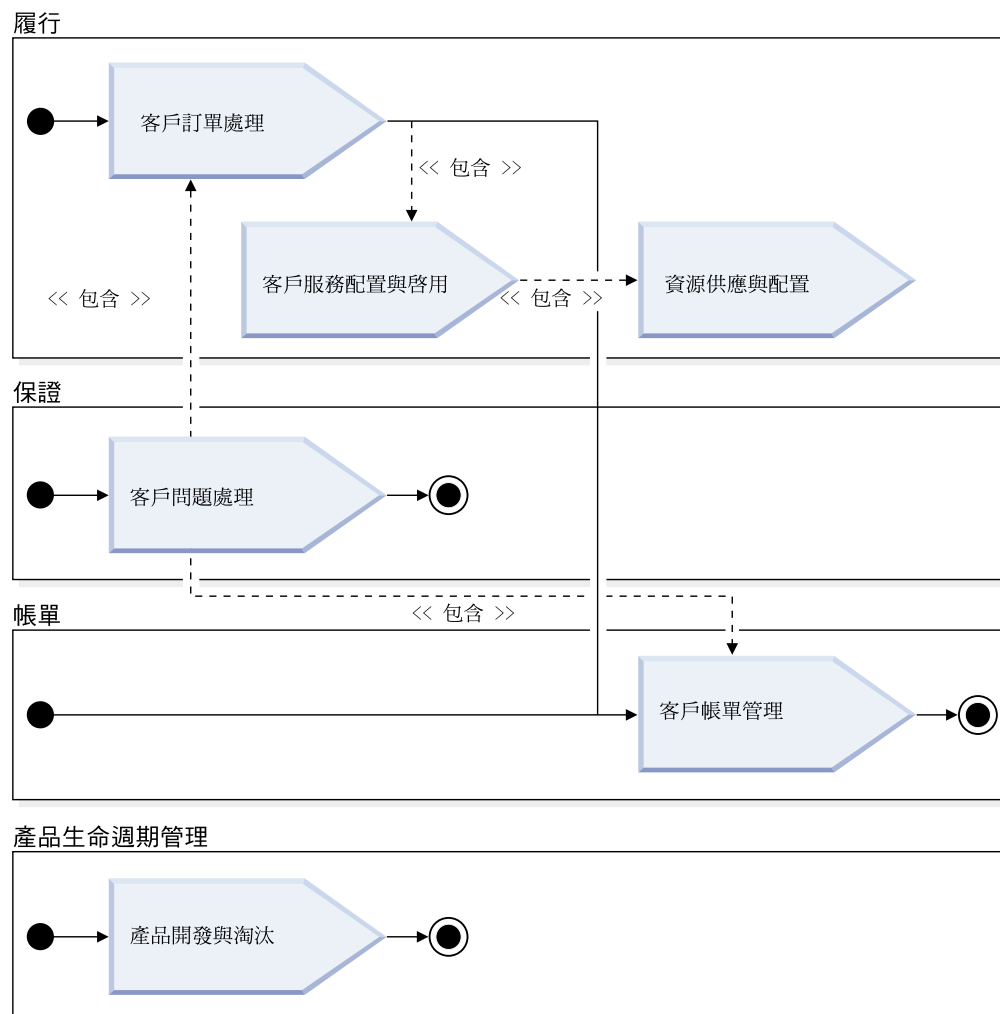 履行
客戶訂單處理
<< 包含 >>
客戶服務配置與啓用
資源供應與配置
<< 包含 >>
<< 包含 >>
保證
客戶問題處理
帳單
<< 包含 >>
客戶帳單管理
產品生命週期管理
產品開發與淘汰